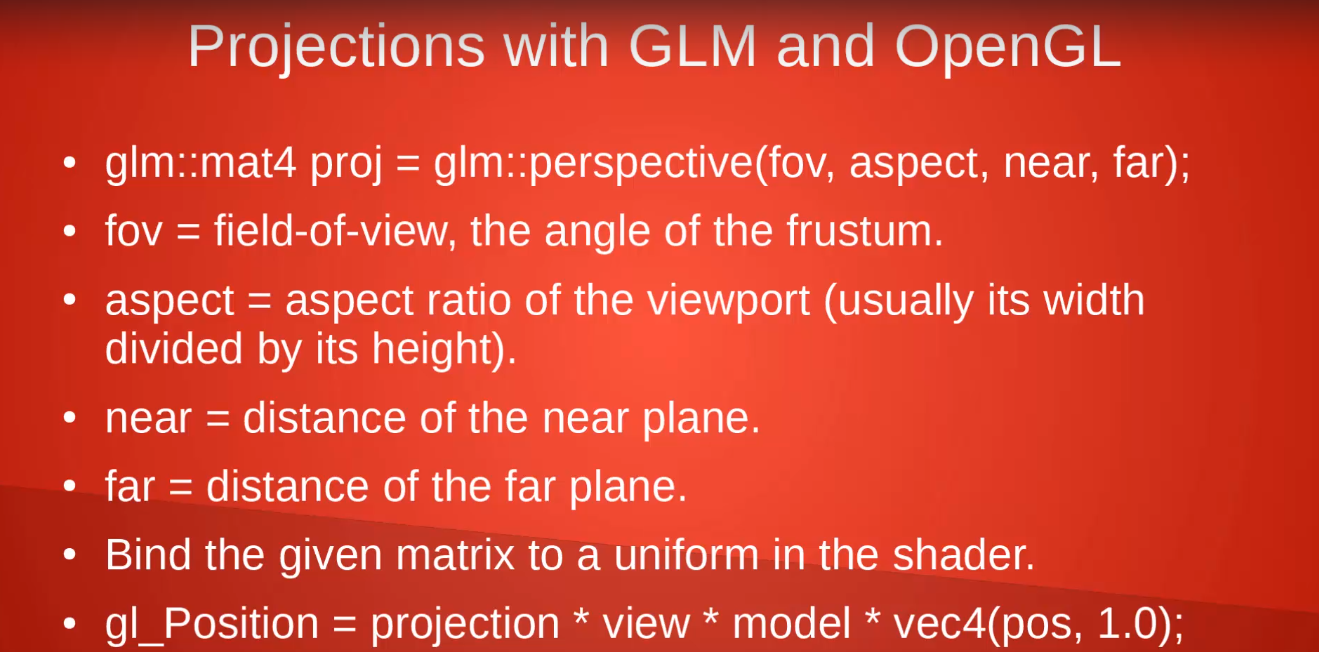 Projections with GLM and OpenGL
• glm::mat4 proj = glm::perspective(fov, aspect, near, far);
• fov = field-of-view, the angle of the frustum.
• aspect = aspect ratio of the viewport (usually its width
divided by its height).
• near = distance of the near plane.
• far = distance of the far plane.
• Bind the given matrix to a uniform in the shader.
• gl_Position = projection * view * model * vec4(pos, 1.0);